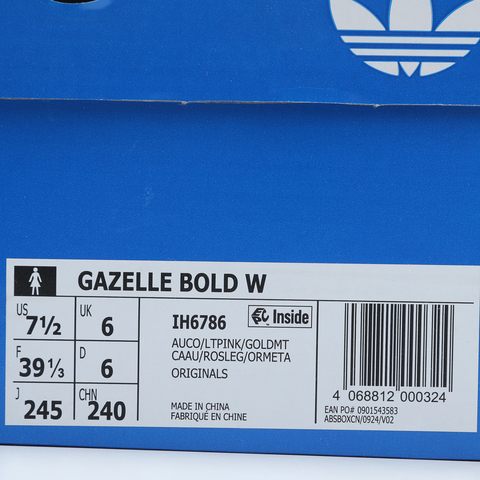 GAZELLE BOLD W
US 7½ UK 6
F 39⅓ D 6
J 245 CHN 240
IH6786 Inside
AUCO/LTPINK/GOLDMT
CAAU/ROSLEG/ORMETA
ORIGINALS
MADE IN CHINA
FABRIQUÉ EN CHINE
4 068812 000324
EAN PO# 0901543583
ABSBOXCN/0924/V02